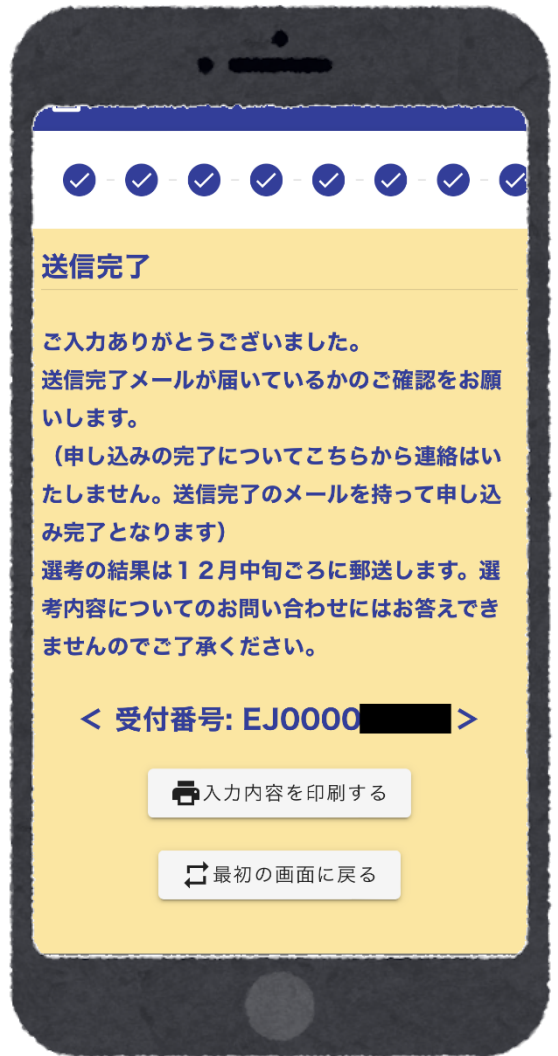 送信完了
ご入力ありがとうございました。
送信完了メールが届いているかのご確認をお願
いします。
（申し込みの完了についてこちらから連絡はい
たしません。送信完了のメールを持って申し込
み完了となります）
選考の結果は１２月中旬ごろに郵送します。選
考内容についてのお問い合わせにはお答えでき
ませんのでご了承ください。
< 受付番号: EJ0000 >
入力内容を印刷する
最初の画面に戻る